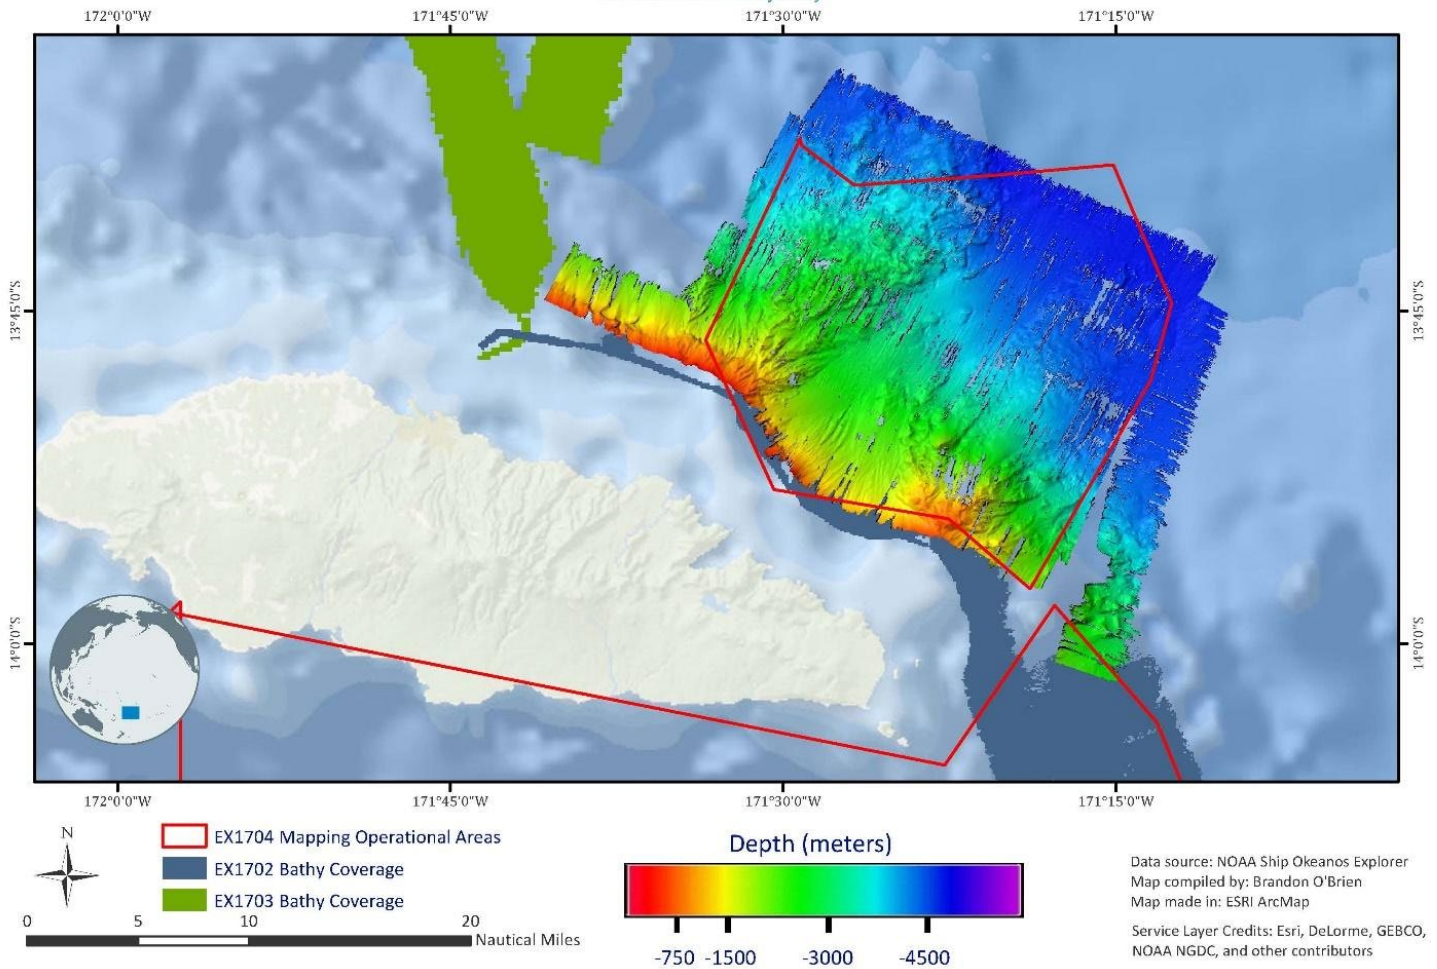 172°0'0"W 171°45'0"W 171°30'0"W 171°15'0"W
13°45'0"S 13°45'0"S
14°0'0"S 14°0'0"S
172°0'0"W 171°45'0"W 171°30'0"W 171°15'0"W
N
EX1704 Mapping Operational Areas
EX1702 Bathy Coverage
EX1703 Bathy Coverage
0 5 10 20
Nautical Miles
Depth (meters)
-750 -1500 -3000 -4500
Data source: NOAA Ship Okeanos Explorer
Map compiled by: Brandon O'Brien
Map made in: ESRI ArcMap
Service Layer Credits: Esri, DeLorme, GEBCO,
NOAA NGDC, and other contributors